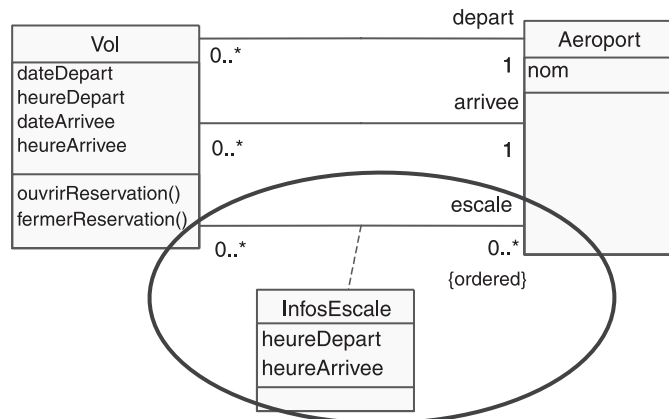 Vol
dateDepart
heureDepart
dateArrivee
heureArrivee
ouvrirReservation()
fermerReservation()
depart
0..*
1
arrivee
0..*
1
escale
0..*
0..*
{ordered}
Aeroport
nom
InfosEscale
heureDepart
heureArrivee